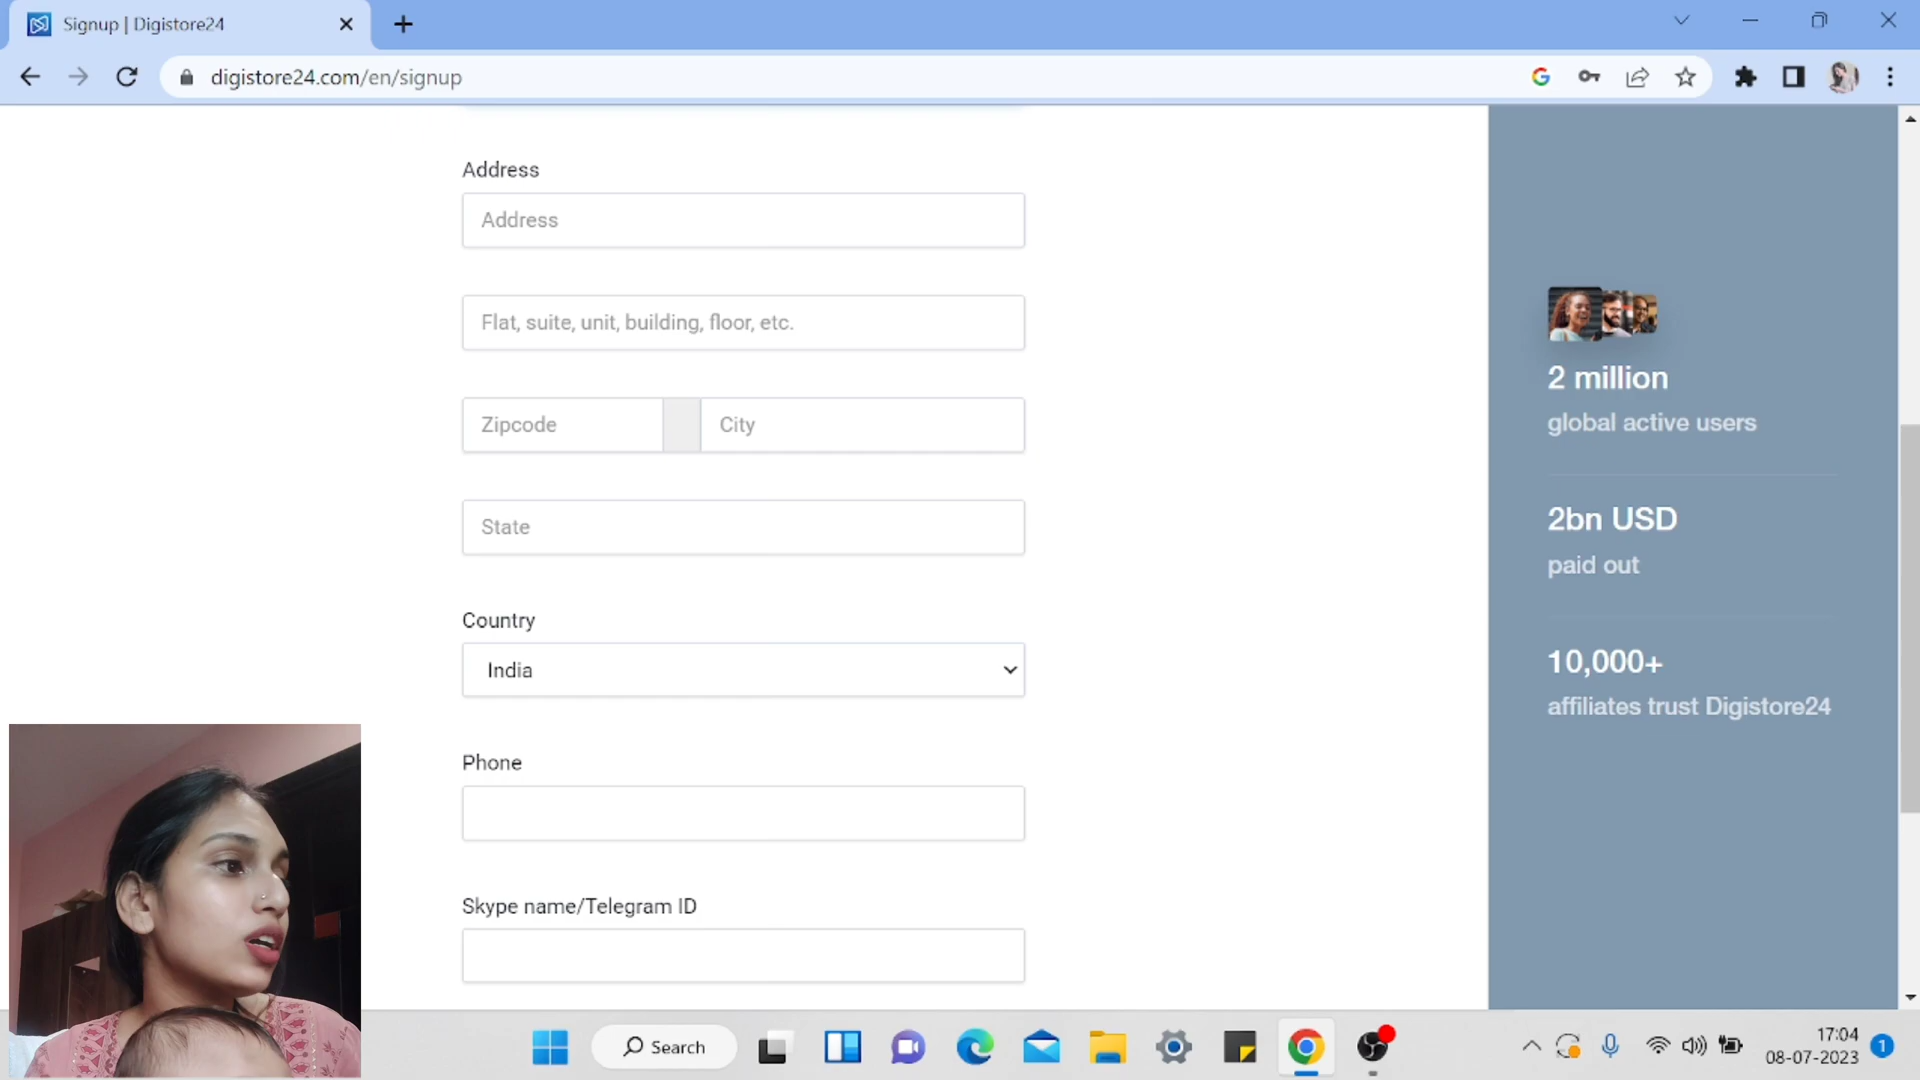 Signup | Digistore24
digistore24.com/en/signup
Address
Address
Flat, suite, unit, building, floor, etc.
Zipcode
City
State
Country
India
Phone
Skype name/Telegram ID
2 million
global active users
2bn USD
paid out
10,000+
affiliates trust Digistore24
Search
17:04
08-07-2023
1